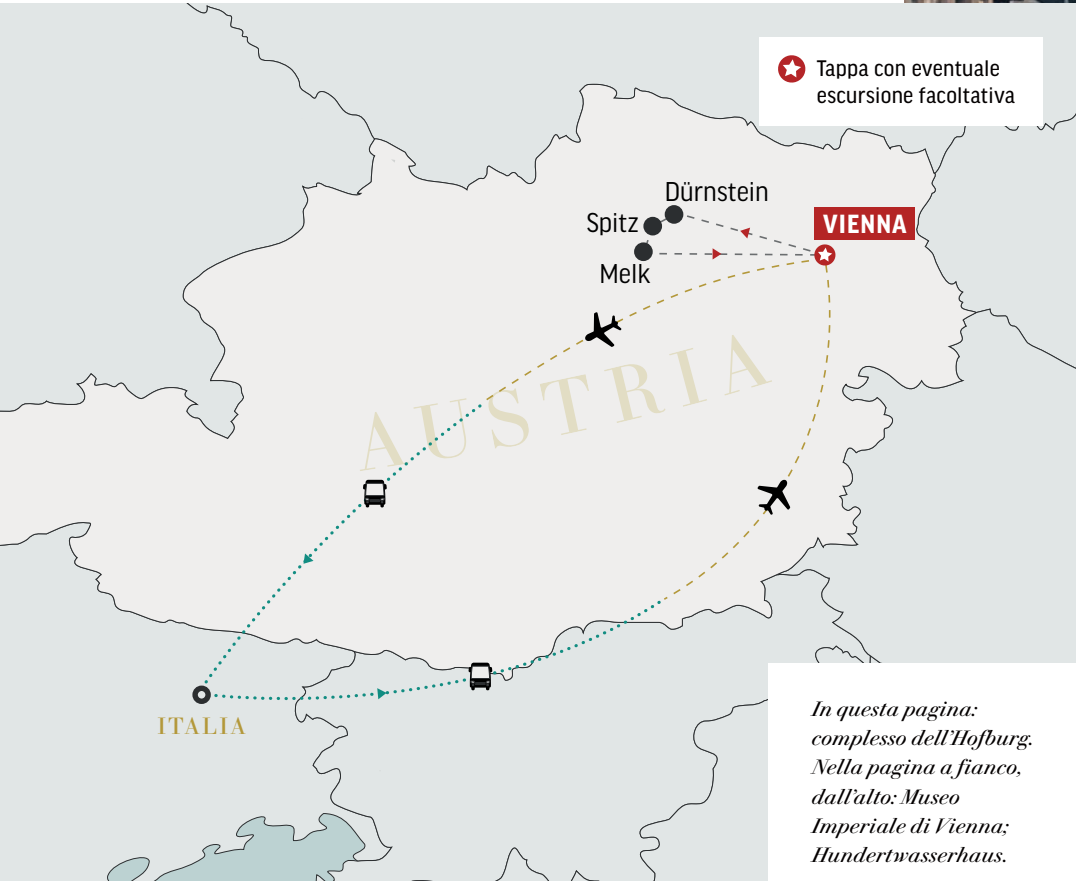 Tappa con eventuale
escursione facoltativa
Dürnstein
Spitz
VIENNA
Melk
AUSTRIA
ITALIA
In questa pagina:
complesso dell'Hofburg.
Nella pagina a fianco,
dall'alto: Museo
Imperiale di Vienna;
Hundertwasserhaus.